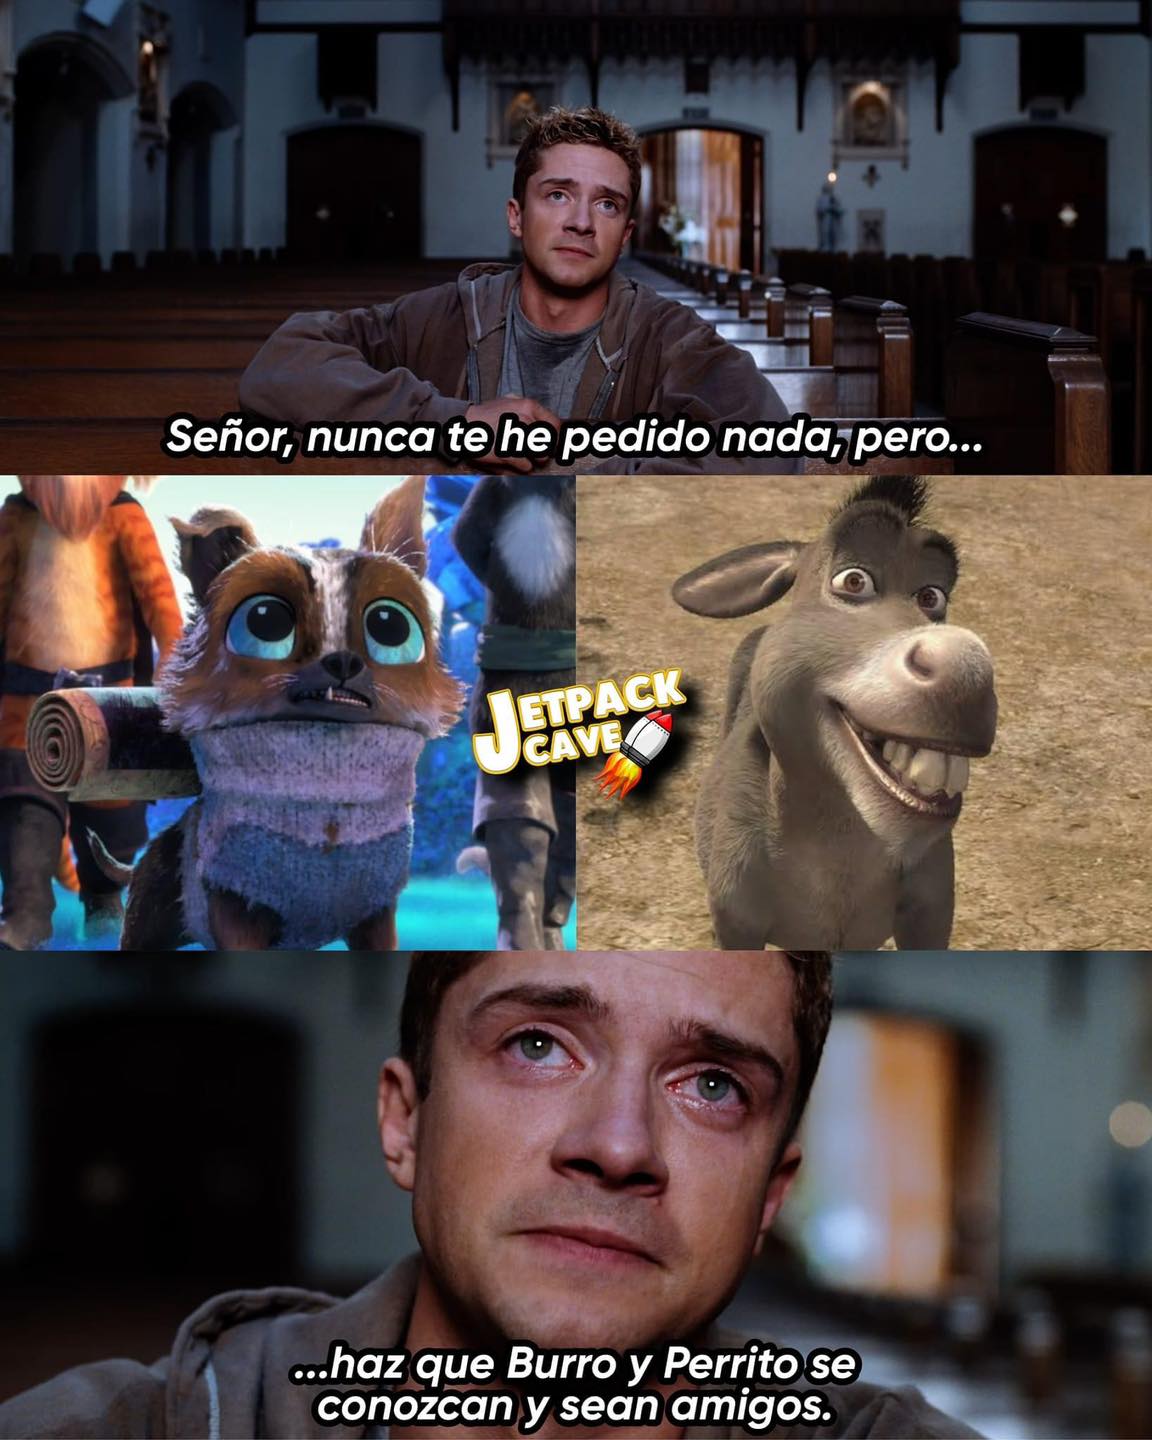 Señor, nunca te he pedido nada, pero...
JETPACK
CAVE
...haz que Burro y Perrito se
conozcan y sean amigos.